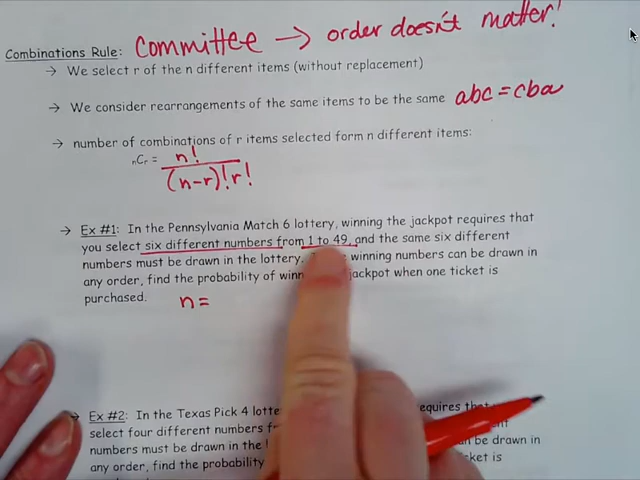 Combinations Rule: Committee → order doesn't matter!
→ We select r of the n different items (without replacement)
→ We consider rearrangements of the same items to be the same abc = cba
→ number of combinations of r items selected form n different items:
nCr = n!
(n-r)!r!
→ Ex #1: In the Pennsylvania Match 6 lottery, winning the jackpot requires that
you select six different numbers from 1 to 49, and the same six different
numbers must be drawn in the lottery. winning numbers can be drawn in
any order, find the probability of jackpot when one ticket is
purchased. n =
→ Ex #2: In the Texas Pick 4 that
select four different numbers
numbers must be drawn in the be drawn in
any order, find the probability is